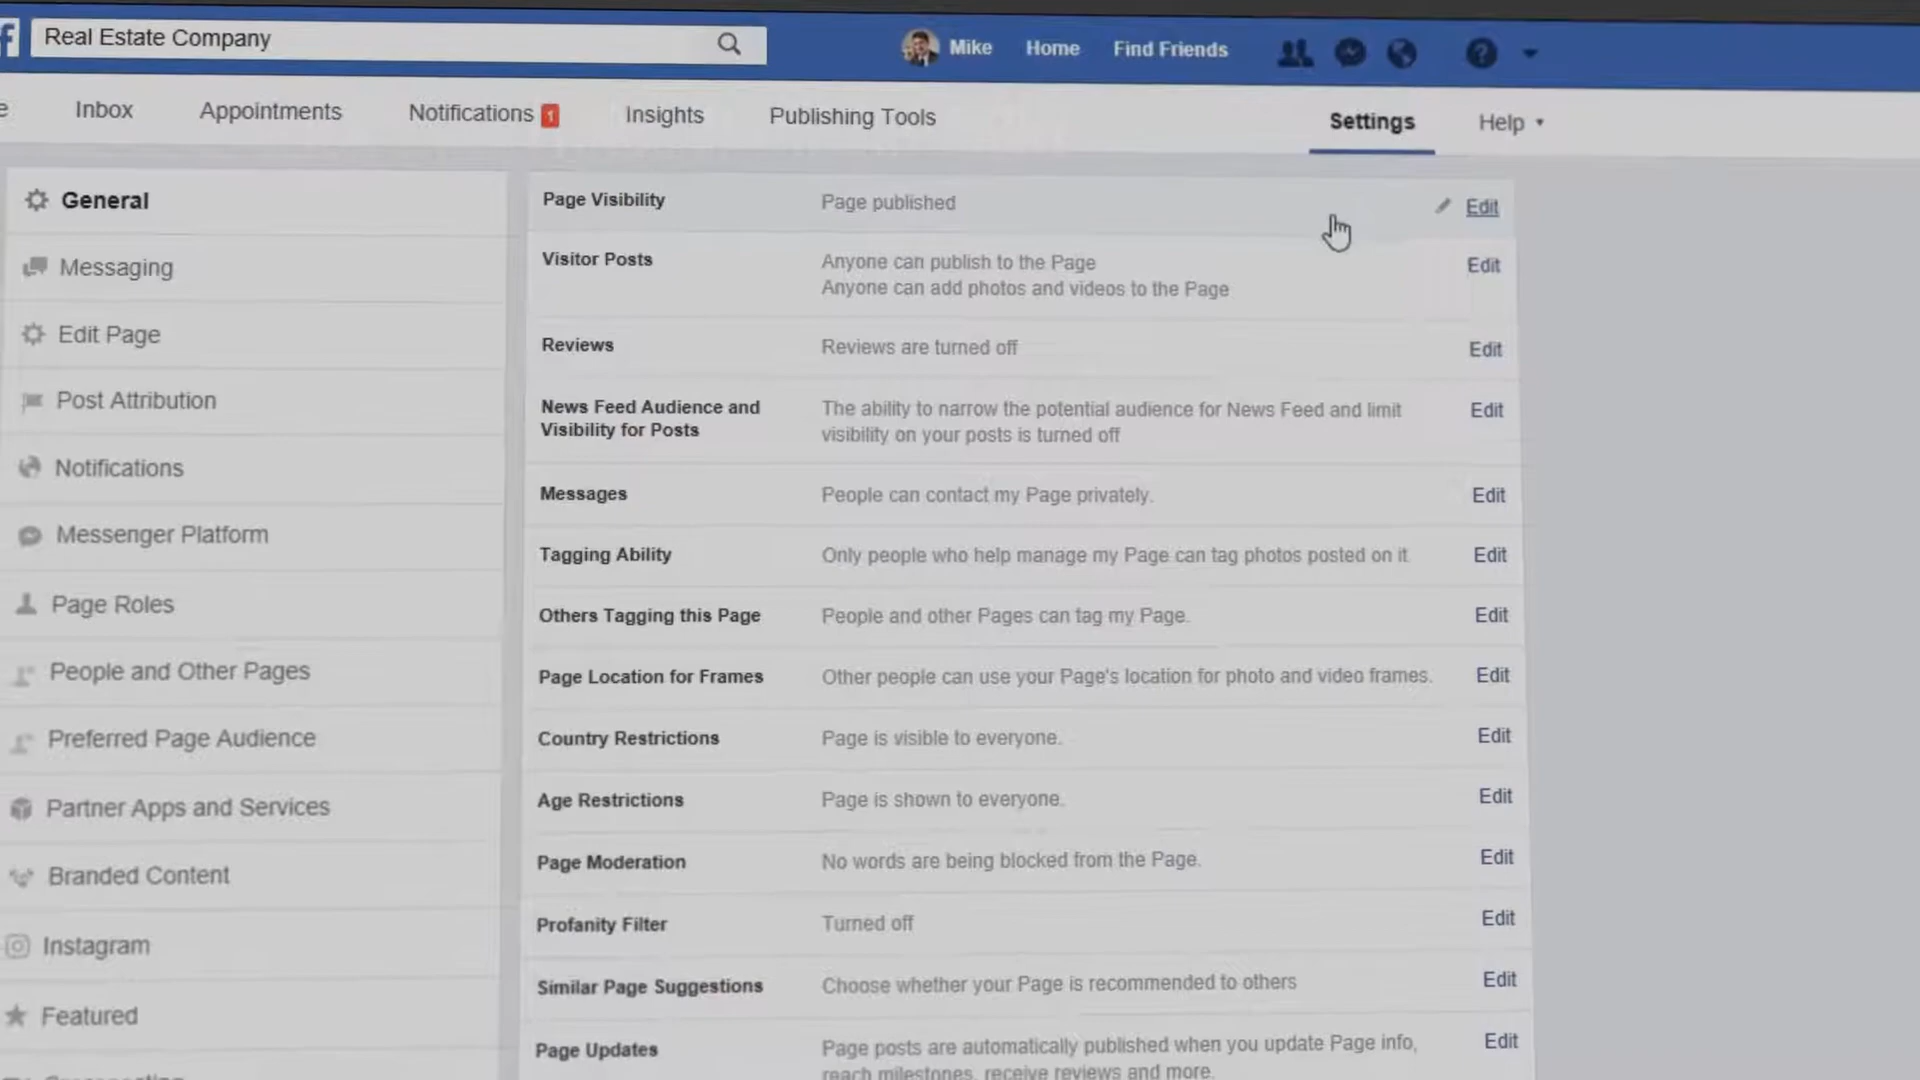 f
Real Estate Company
Mike
Home
Find Friends
?
e
Inbox
Appointments
Notifications 1
Insights
Publishing Tools
Settings
Help
General
Messaging
Edit Page
Post Attribution
Notifications
Messenger Platform
Page Roles
People and Other Pages
Preferred Page Audience
Partner Apps and Services
Branded Content
Instagram
Featured
Page Visibility
Page published
Edit
Visitor Posts
Anyone can publish to the Page
Anyone can add photos and videos to the Page
Edit
Reviews
Reviews are turned off
Edit
News Feed Audience and
Visibility for Posts
The ability to narrow the potential audience for News Feed and limit
visibility on your posts is turned off
Edit
Messages
People can contact my Page privately.
Edit
Tagging Ability
Only people who help manage my Page can tag photos posted on it.
Edit
Others Tagging this Page
People and other Pages can tag my Page.
Edit
Page Location for Frames
Other people can use your Page's location for photo and video frames.
Edit
Country Restrictions
Page is visible to everyone.
Edit
Age Restrictions
Page is shown to everyone.
Edit
Page Moderation
No words are being blocked from the Page.
Edit
Profanity Filter
Turned off
Edit
Similar Page Suggestions
Choose whether your Page is recommended to others
Edit
Page Updates
Page posts are automatically published when you update Page info,
reach milestones, receive reviews and more.
Edit